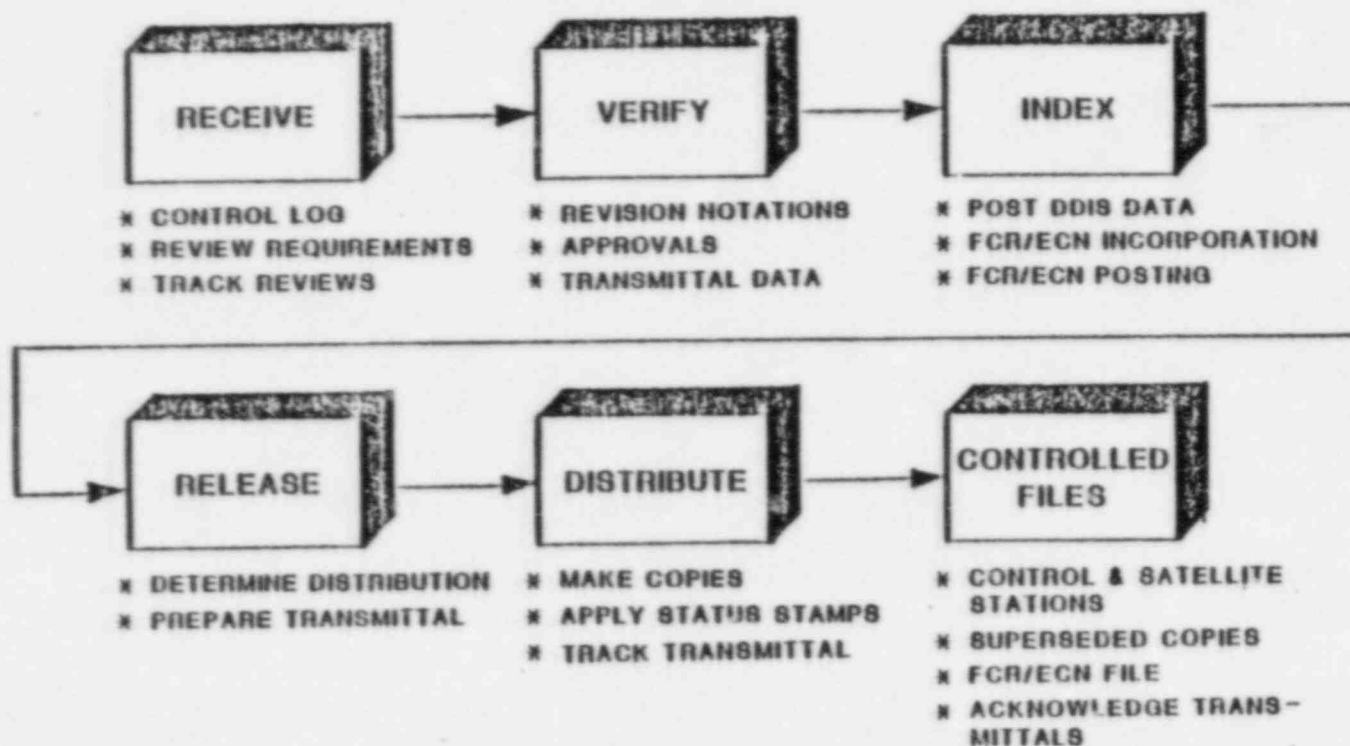 RECEIVE
* CONTROL LOG
* REVIEW REQUIREMENTS
* TRACK REVIEWS
VERIFY
* REVISION NOTATIONS
* APPROVALS
* TRANSMITTAL DATA
INDEX
* POST DDIS DATA
* FCR/ECN INCORPORATION
* FCR/ECN POSTING
RELEASE
* DETERMINE DISTRIBUTION
* PREPARE TRANSMITTAL
DISTRIBUTE
* MAKE COPIES
* APPLY STATUS STAMPS
* TRACK TRANSMITTAL
CONTROLLED
FILES
* CONTROL & SATELLITE
STATIONS
* SUPERSEDED COPIES
* FCR/ECN FILE
* ACKNOWLEDGE TRANS-
MITTALS